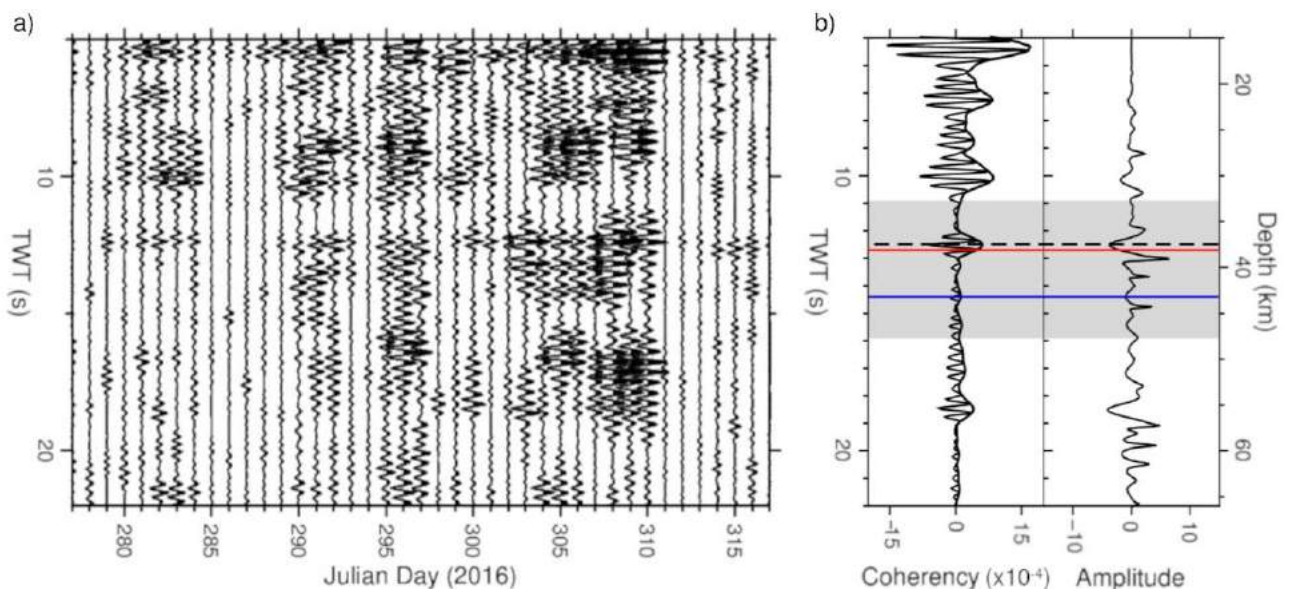 a)
b)
10
20
TWT (s)
280
285
290
295
300
305
310
315
Julian Day (2016)
10
20
TWT (s)
20
40
60
Depth (km)
-15
0
15
-10
0
10
Coherency (x10-4)
Amplitude